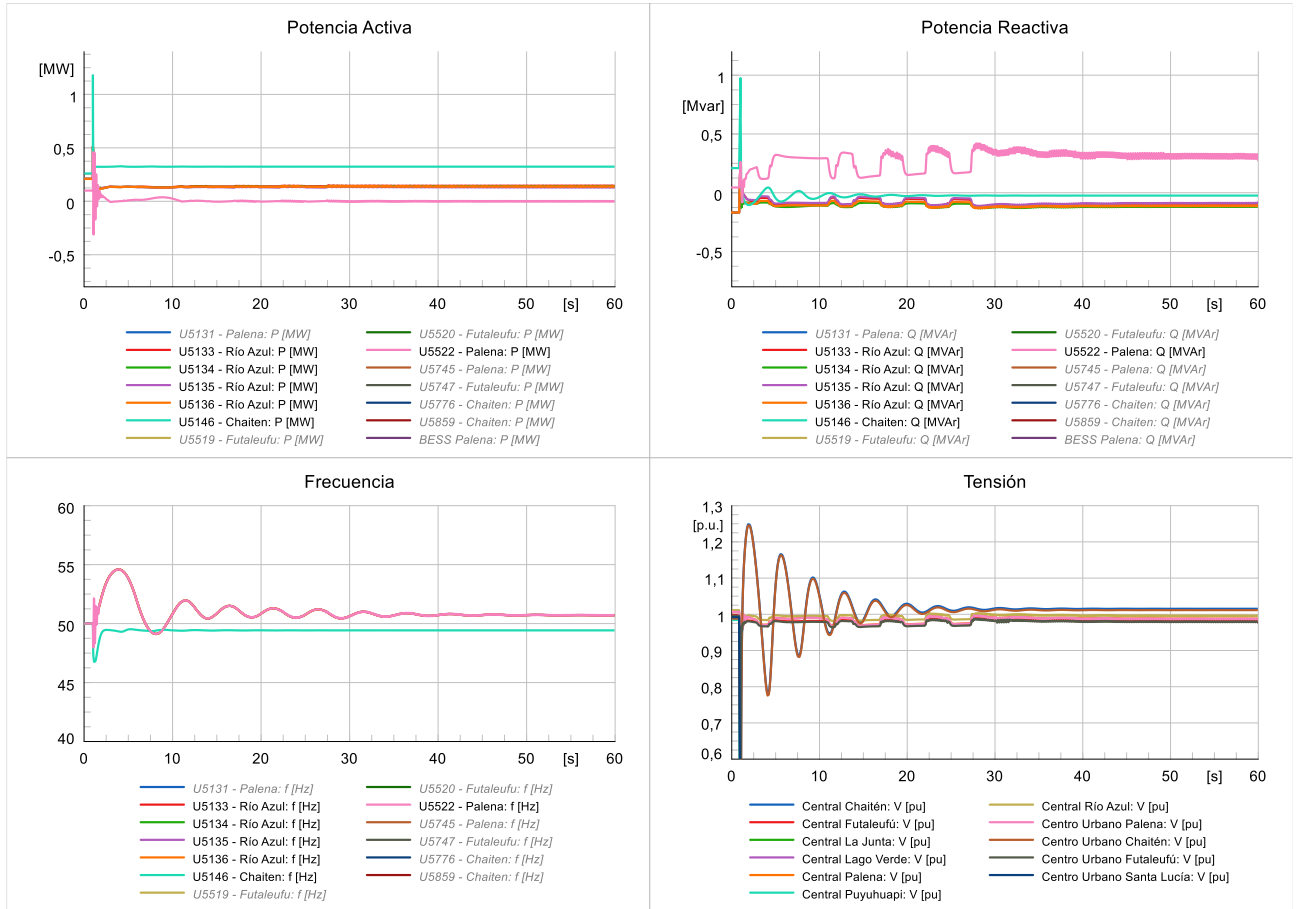 Potencia Activa
[MW]
1
0,5
0
-0,5
0 10 20 30 40 50 [s] 60
U5131 - Palena: P [MW] U5520 - Futaleufu: P [MW]
U5133 - Río Azul: P [MW] U5522 - Palena: P [MW]
U5134 - Río Azul: P [MW] U5745 - Palena: P [MW]
U5135 - Río Azul: P [MW] U5747 - Futaleufu: P [MW]
U5136 - Río Azul: P [MW] U5776 - Chaiten: P [MW]
U5146 - Chaiten: P [MW] U5859 - Chaiten: P [MW]
U5519 - Futaleufu: P [MW] BESS Palena: P [MW]
Potencia Reactiva
1
[Mvar]
0,5
0
-0,5
0 10 20 30 40 50 [s] 60
U5131 - Palena: Q [MVAr] U5520 - Futaleufu: Q [MVAr]
U5133 - Río Azul: Q [MVAr] U5522 - Palena: Q [MVAr]
U5134 - Río Azul: Q [MVAr] U5745 - Palena: Q [MVAr]
U5135 - Río Azul: Q [MVAr] U5747 - Futaleufu: Q [MVAr]
U5136 - Río Azul: Q [MVAr] U5776 - Chaiten: Q [MVAr]
U5146 - Chaiten: Q [MVAr] U5859 - Chaiten: Q [MVAr]
U5519 - Futaleufu: Q [MVAr] BESS Palena: Q [MVAr]
Frecuencia
60
55
50
45
40
0 10 20 30 40 50 [s] 60
U5131 - Palena: f [Hz] U5520 - Futaleufu: f [Hz]
U5133 - Río Azul: f [Hz] U5522 - Palena: f [Hz]
U5134 - Río Azul: f [Hz] U5745 - Palena: f [Hz]
U5135 - Río Azul: f [Hz] U5747 - Futaleufu: f [Hz]
U5136 - Río Azul: f [Hz] U5776 - Chaiten: f [Hz]
U5146 - Chaiten: f [Hz] U5859 - Chaiten: f [Hz]
U5519 - Futaleufu: f [Hz]
Tensión
1,3
[p.u.]
1,2
1,1
1
0,9
0,8
0,7
0,6
0 10 20 30 40 50 [s] 60
Central Chaitén: V [pu] Central Río Azul: V [pu]
Central Futaleufú: V [pu] Centro Urbano Palena: V [pu]
Central La Junta: V [pu] Centro Urbano Chaitén: V [pu]
Central Lago Verde: V [pu] Centro Urbano Futaleufú: V [pu]
Central Palena: V [pu] Centro Urbano Santa Lucía: V [pu]
Central Puyuhuapi: V [pu]